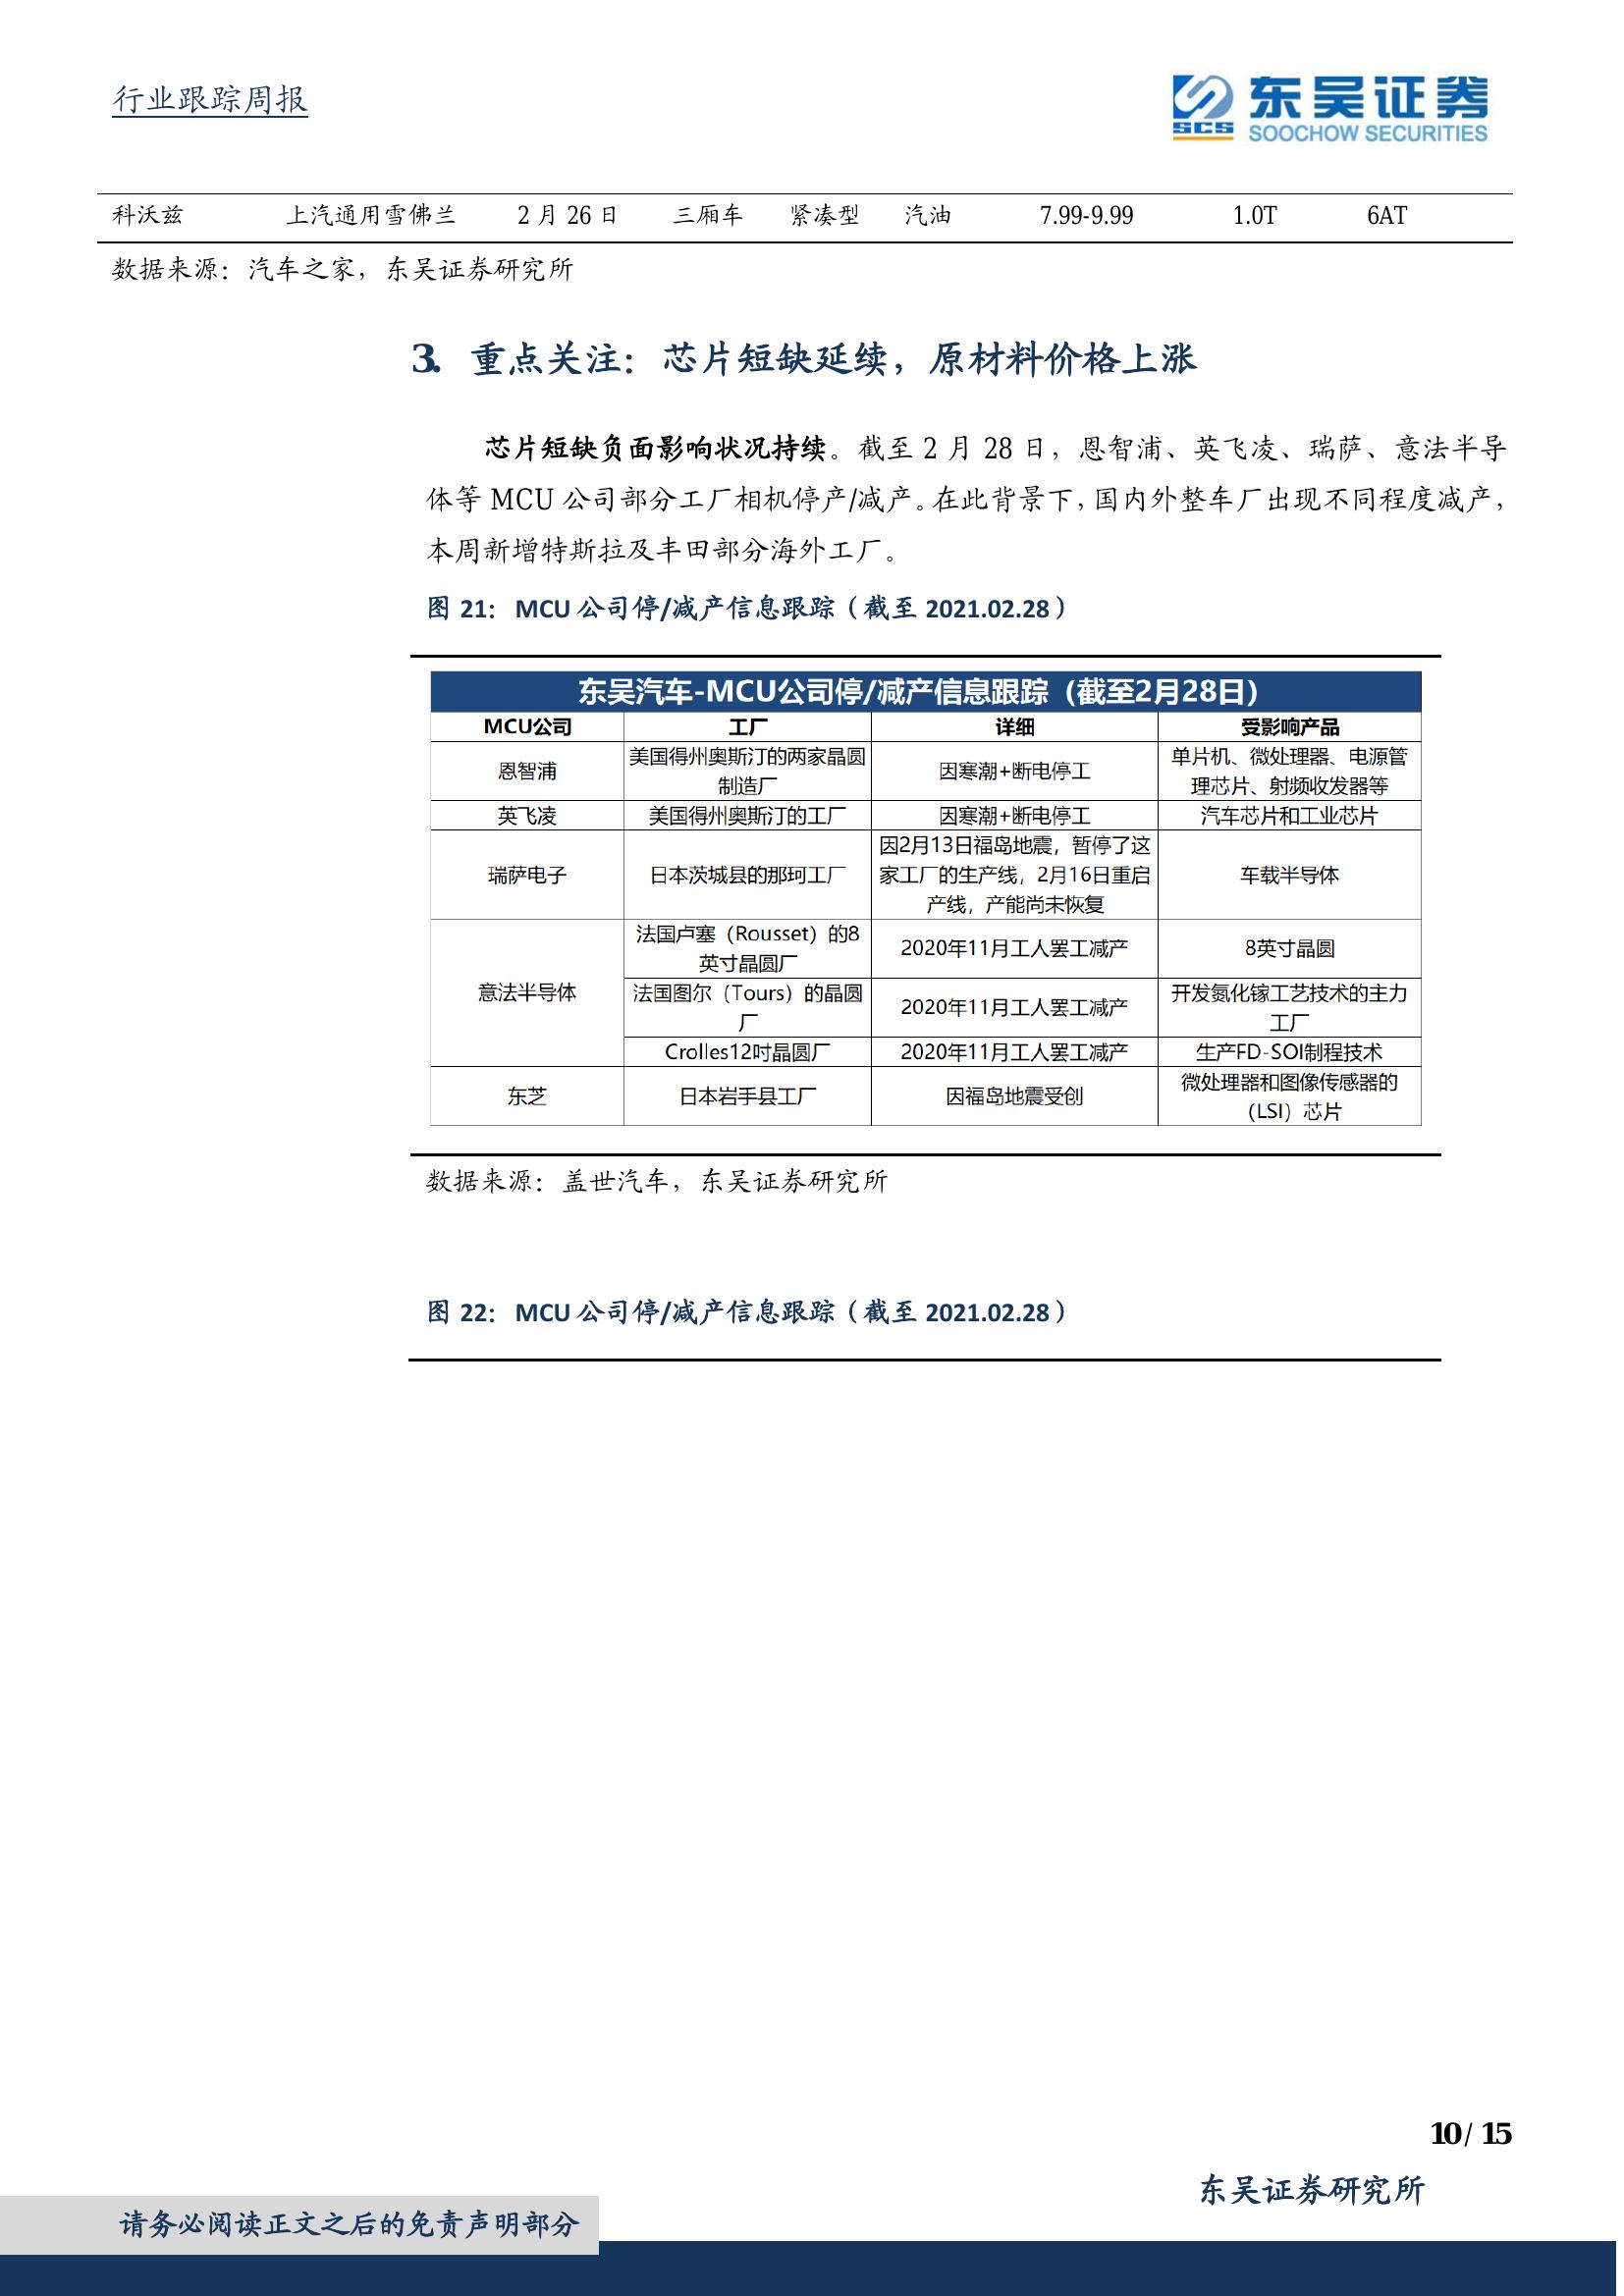 行业跟踪周报
SCS 东吴证券
SOOCHOW SECURITIES
科沃兹 上汽通用雪佛兰 2 月 26 日 三厢车 紧凑型 汽油 7.99-9.99 1.0T 6AT
数据来源：汽车之家，东吴证券研究所
3. 重点关注：芯片短缺延续，原材料价格上涨
芯片短缺负面影响状况持续。截至 2 月 28 日，恩智浦、英飞凌、瑞萨、意法半导
体等 MCU 公司部分工厂相机停产/减产。在此背景下，国内外整车厂出现不同程度减产，
本周新增特斯拉及丰田部分海外工厂。
图 21：MCU 公司停/减产信息跟踪（截至 2021.02.28）
东吴汽车-MCU公司停/减产信息跟踪（截至2月28日）
MCU公司 工厂 详细 受影响产品
恩智浦 美国得州奥斯汀的两家晶圆 因寒潮+断电停工 单片机、微处理器、电源管
制造厂 理芯片、射频收发器等
英飞凌 美国得州奥斯汀的工厂 因寒潮+断电停工 汽车芯片和工业芯片
瑞萨电子 日本茨城县的那珂工厂 因2月13日福岛地震，暂停了这 车载半导体
家工厂的生产线，2月16日重启
产线，产能尚未恢复
意法半导体 法国卢塞（Rousset）的8 2020年11月工人罢工减产 8英寸晶圆
英寸晶圆厂
法国图尔（Tours）的晶圆 2020年11月工人罢工减产 开发氮化镓工艺技术的主力
厂 工厂
Crolles12吋晶圆厂 2020年11月工人罢工减产 生产FD-SOI制程技术
东芝 日本岩手县工厂 因福岛地震受创 微处理器和图像传感器的
（LSI）芯片
数据来源：盖世汽车，东吴证券研究所
图 22：MCU 公司停/减产信息跟踪（截至 2021.02.28）
10 / 15
东吴证券研究所
请务必阅读正文之后的免责声明部分